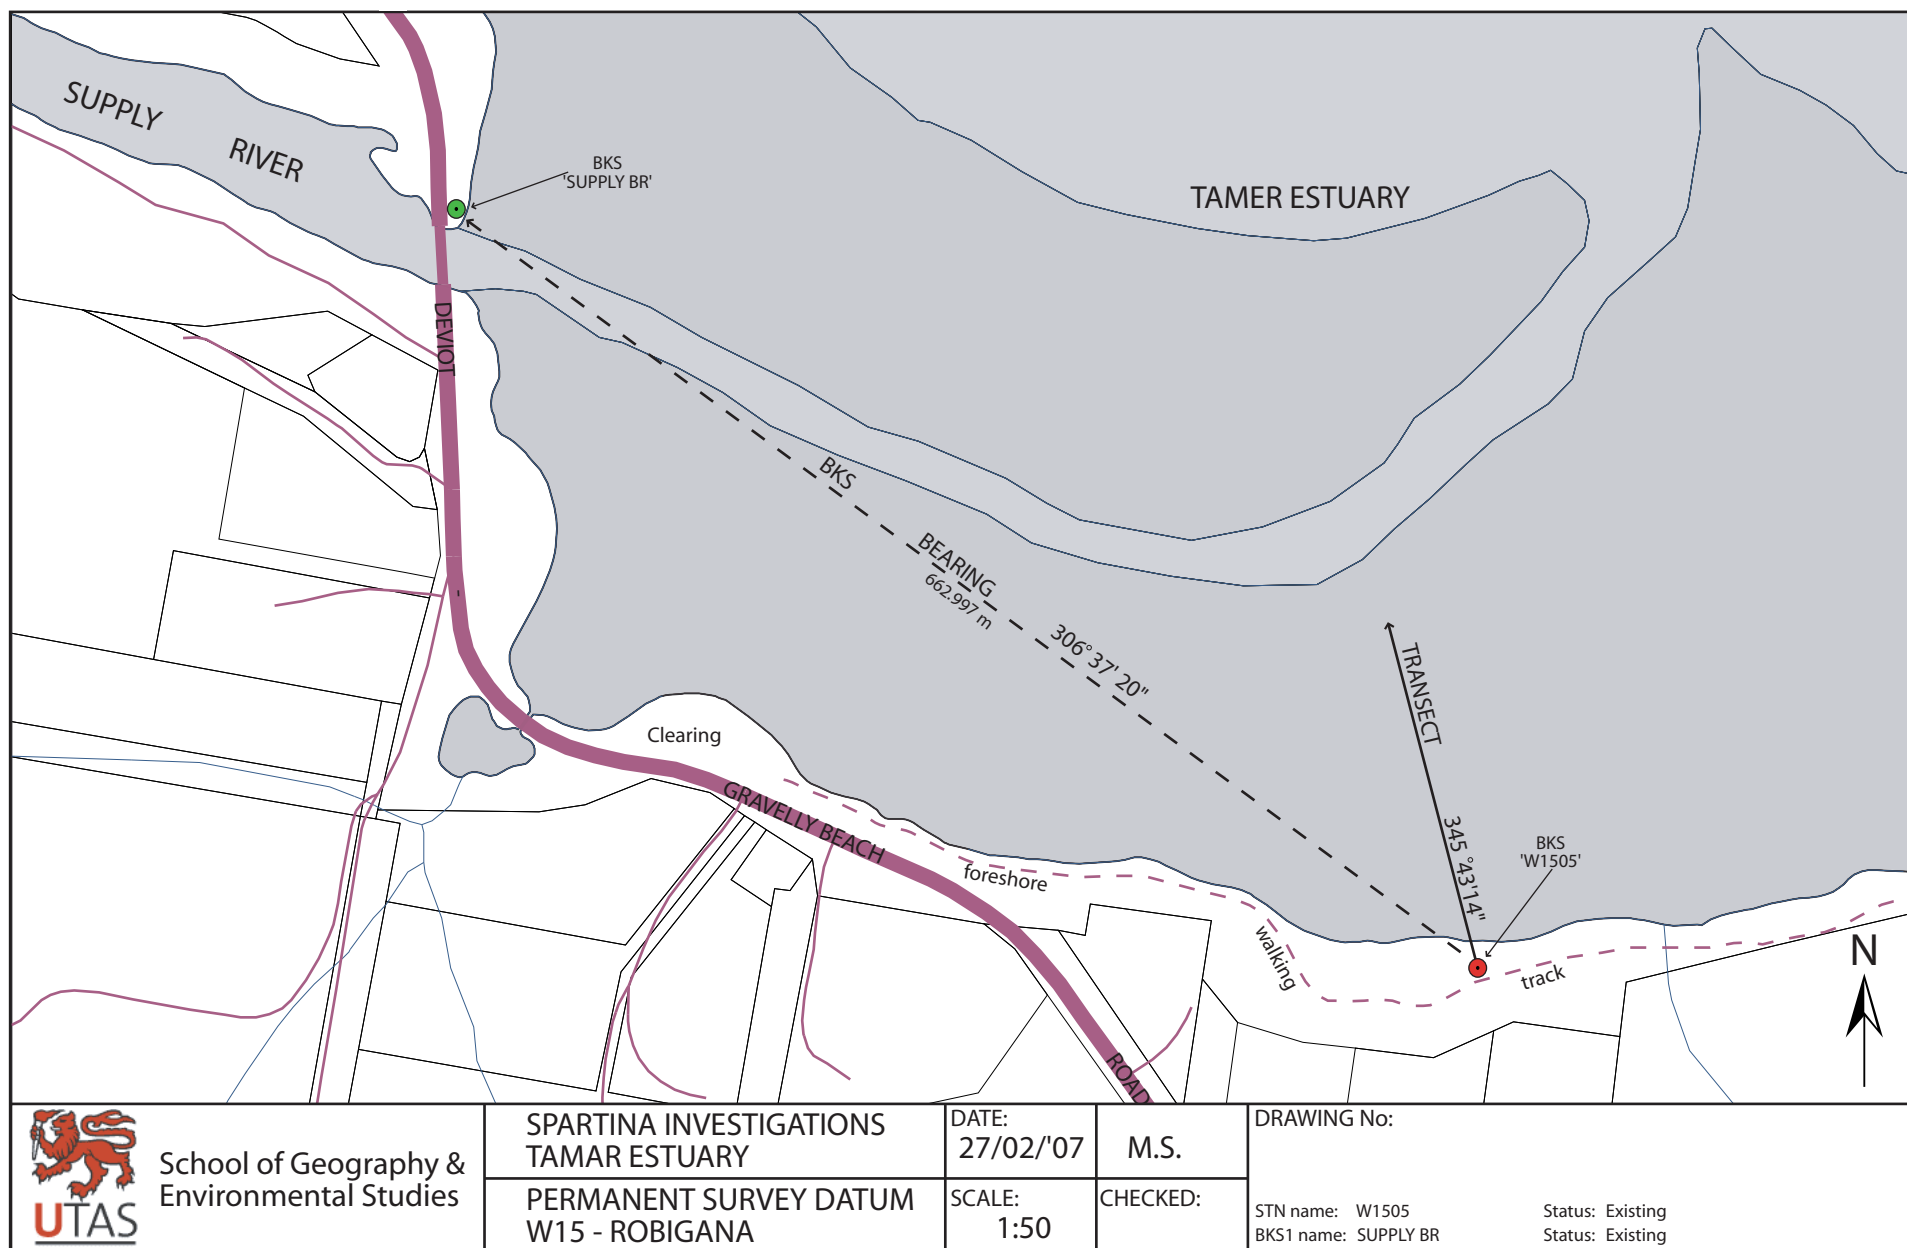 SUPPLY RIVER
BKS
'SUPPLY BR'
TAMER ESTUARY
DEVIOT
BKS
BEARING
662.997 m
306°37'20"
TRANSECT
345°43'14"
BKS
'W1505'
Clearing
GRAVELLY BEACH
foreshore
walking
track
ROAD
N
UTAS
School of Geography &
Environmental Studies
SPARTINA INVESTIGATIONS
TAMAR ESTUARY
PERMANENT SURVEY DATUM
W15 - ROBIGANA
DATE:
27/02/'07
M.S.
SCALE:
1:50
CHECKED:
DRAWING No:
STN name: W1505 Status: Existing
BKS1 name: SUPPLY BR Status: Existing